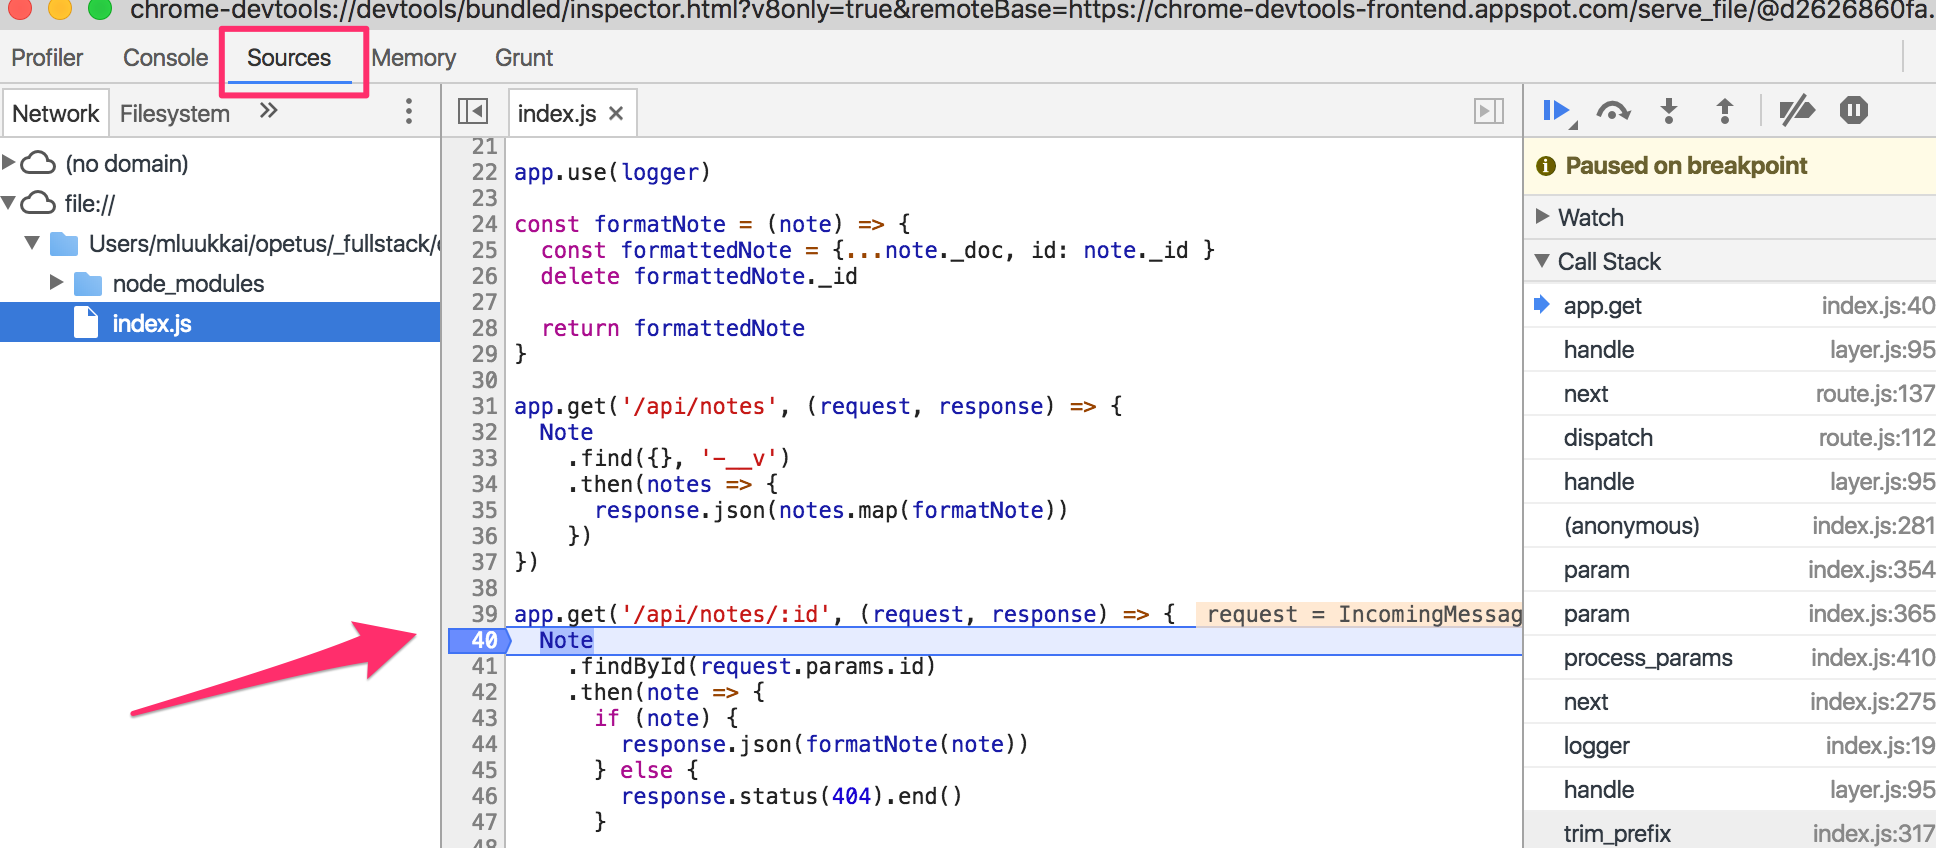 chrome-devtools://devtools/bundled/inspector.html?v8only=true&remoteBase=https://chrome-devtools-frontend.appspot.com/serve_file/@d2626860fa.
Profiler Console Sources Memory Grunt
Network Filesystem »
(no domain)
file://
Users/mluukkai/opetus/_fullstack/
node_modules
index.js
index.js ×
21
22 app.use(logger)
23
24 const formatNote = (note) => {
25   const formattedNote = {...note._doc, id: note._id }
26   delete formattedNote._id
27
28   return formattedNote
29 }
30
31 app.get('/api/notes', (request, response) => {
32   Note
33     .find({}, '-__v')
34     .then(notes => {
35       response.json(notes.map(formatNote))
36     })
37 })
38
39 app.get('/api/notes/:id', (request, response) => { request = IncomingMessag
40   Note
41     .findById(request.params.id)
42     .then(note => {
43       if (note) {
44         response.json(formatNote(note))
45       } else {
46         response.status(404).end()
47       }
48
Paused on breakpoint
Watch
Call Stack
app.get index.js:40
handle layer.js:95
next route.js:137
dispatch route.js:112
handle layer.js:95
(anonymous) index.js:281
param index.js:354
param index.js:365
process_params index.js:410
next index.js:275
logger index.js:19
handle layer.js:95
trim_prefix index.js:317